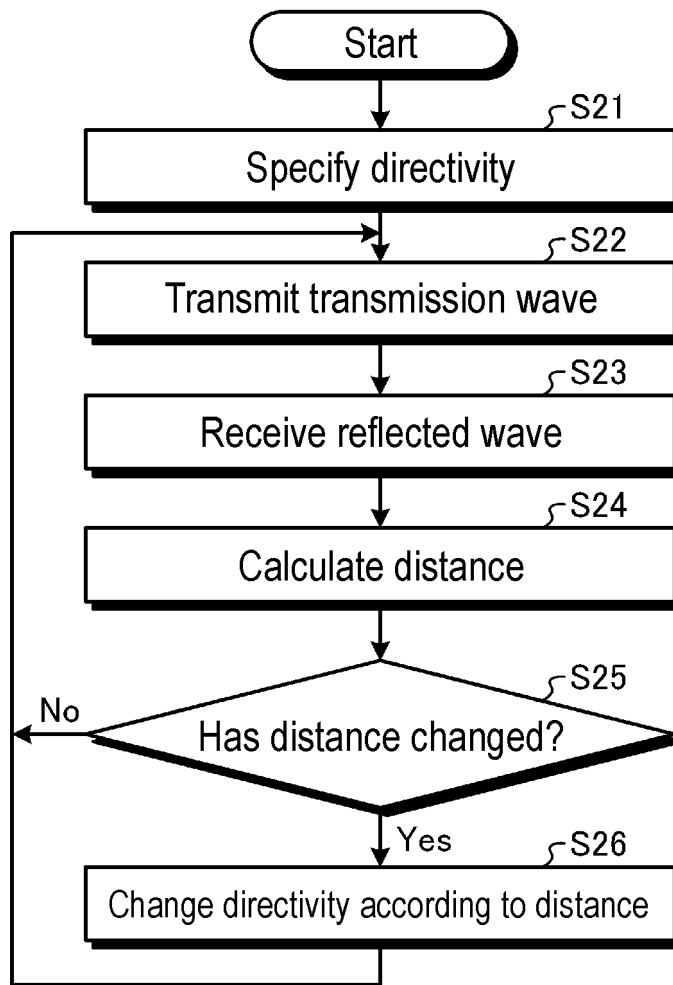 Start
S21
Specify directivity
S22
Transmit transmission wave
S23
Receive reflected wave
S24
Calculate distance
S25
No
Has distance changed?
Yes
S26
Change directivity according to distance